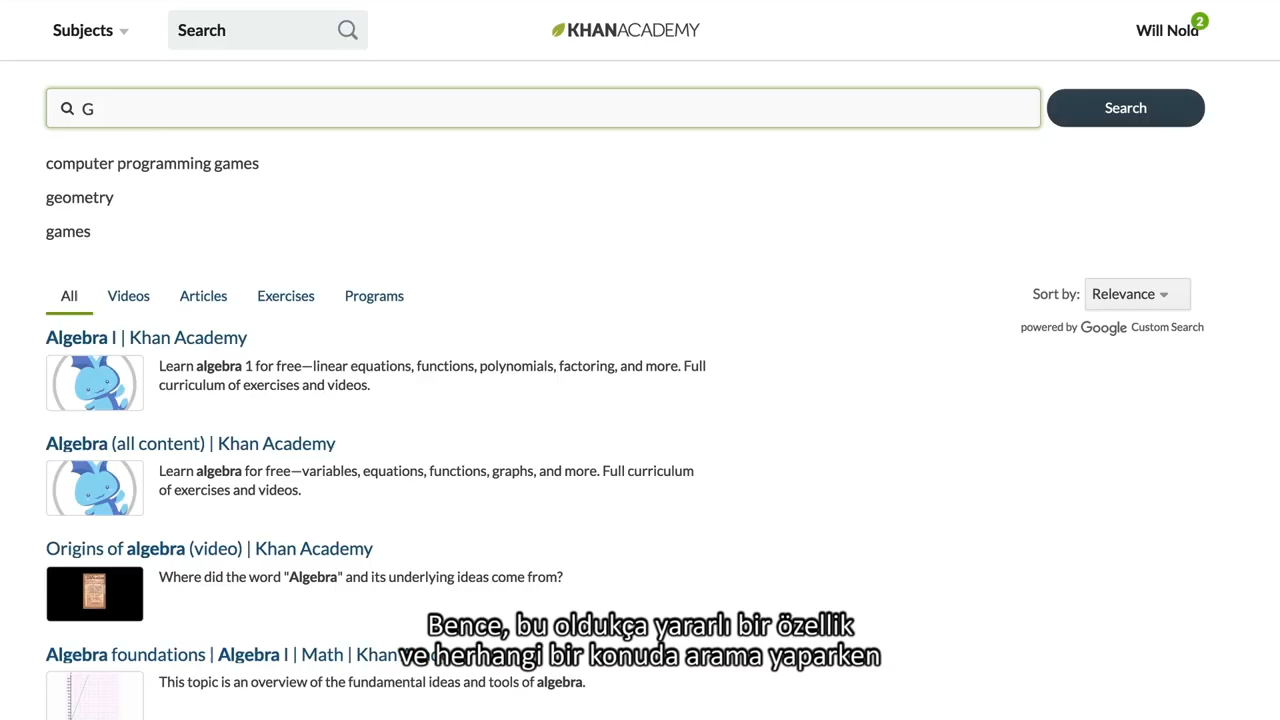 Subjects
Search
KHANACADEMY
Will Nold
2
G
Search
computer programming games
geometry
games
All
Videos
Articles
Exercises
Programs
Sort by:
Relevance
powered by Google Custom Search
Algebra I | Khan Academy
Learn algebra 1 for free—linear equations, functions, polynomials, factoring, and more. Full
curriculum of exercises and videos.
Algebra (all content) | Khan Academy
Learn algebra for free—variables, equations, functions, graphs, and more. Full curriculum
of exercises and videos.
Origins of algebra (video) | Khan Academy
Where did the word "Algebra" and its underlying ideas come from?
Algebra foundations | Algebra I | Math | Khan
This topic is an overview of the fundamental ideas and tools of algebra.
Bence, bu oldukça yararlı bir özellik
ve herhangi bir konuda arama yaparken